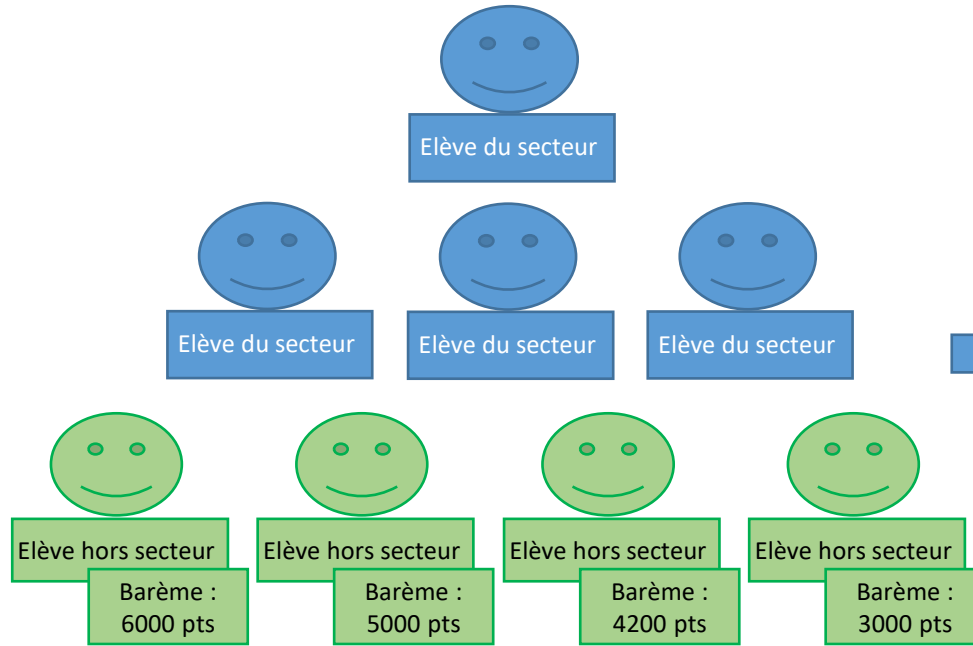 Elève du secteur
Elève du secteur
Elève du secteur
Elève du secteur
Elève hors secteur
Elève hors secteur
Elève hors secteur
Elève hors secteur
Barème :
6000 pts
Barème :
5000 pts
Barème :
4200 pts
Barème :
3000 pts